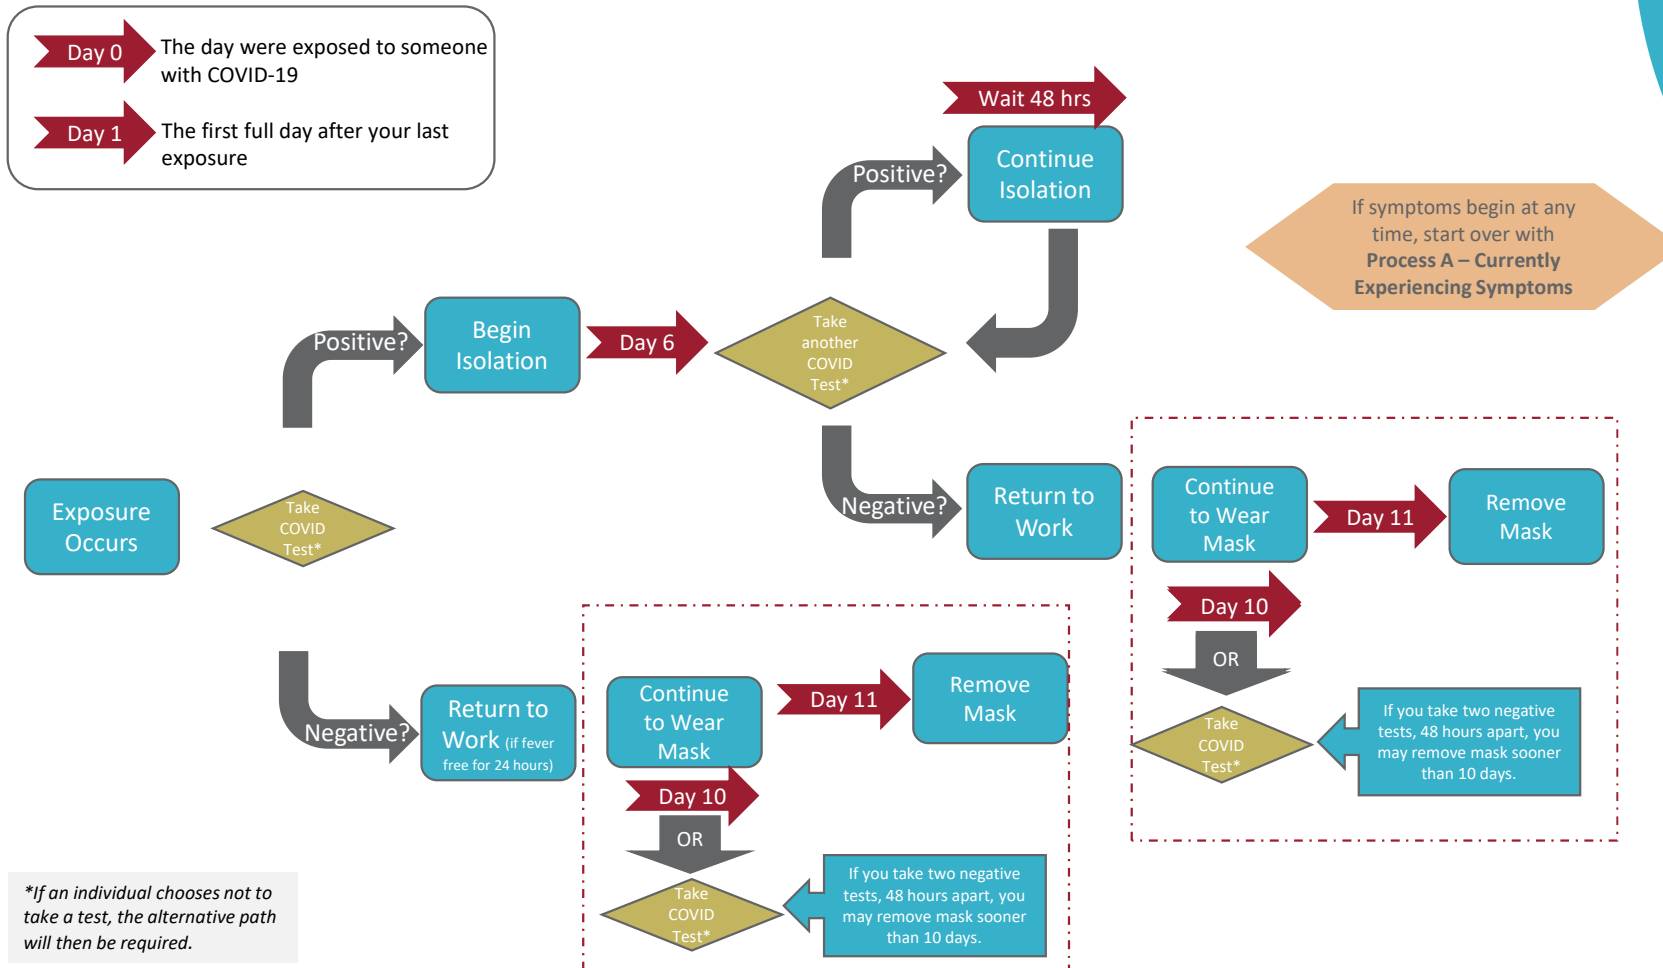 Day 0
The day were exposed to someone
with COVID-19
Day 1
The first full day after your last
exposure
Wait 48 hrs
Continue
Isolation
Positive?
If symptoms begin at any
time, start over with
Process A – Currently
Experiencing Symptoms
Positive?
Begin
Isolation
Day 6
Take
another
COVID
Test*
Exposure
Occurs
Take
COVID
Test*
Negative?
Return to
Work
Continue
to Wear
Mask
Day 11
Remove
Mask
Day 10
OR
Take
COVID
Test*
If you take two negative
tests, 48 hours apart, you
may remove mask sooner
than 10 days.
Negative?
Return to
Work (if fever
free for 24 hours)
Continue
to Wear
Mask
Day 11
Remove
Mask
Day 10
OR
Take
COVID
Test*
If you take two negative
tests, 48 hours apart, you
may remove mask sooner
than 10 days.
*If an individual chooses not to
take a test, the alternative path
will then be required.